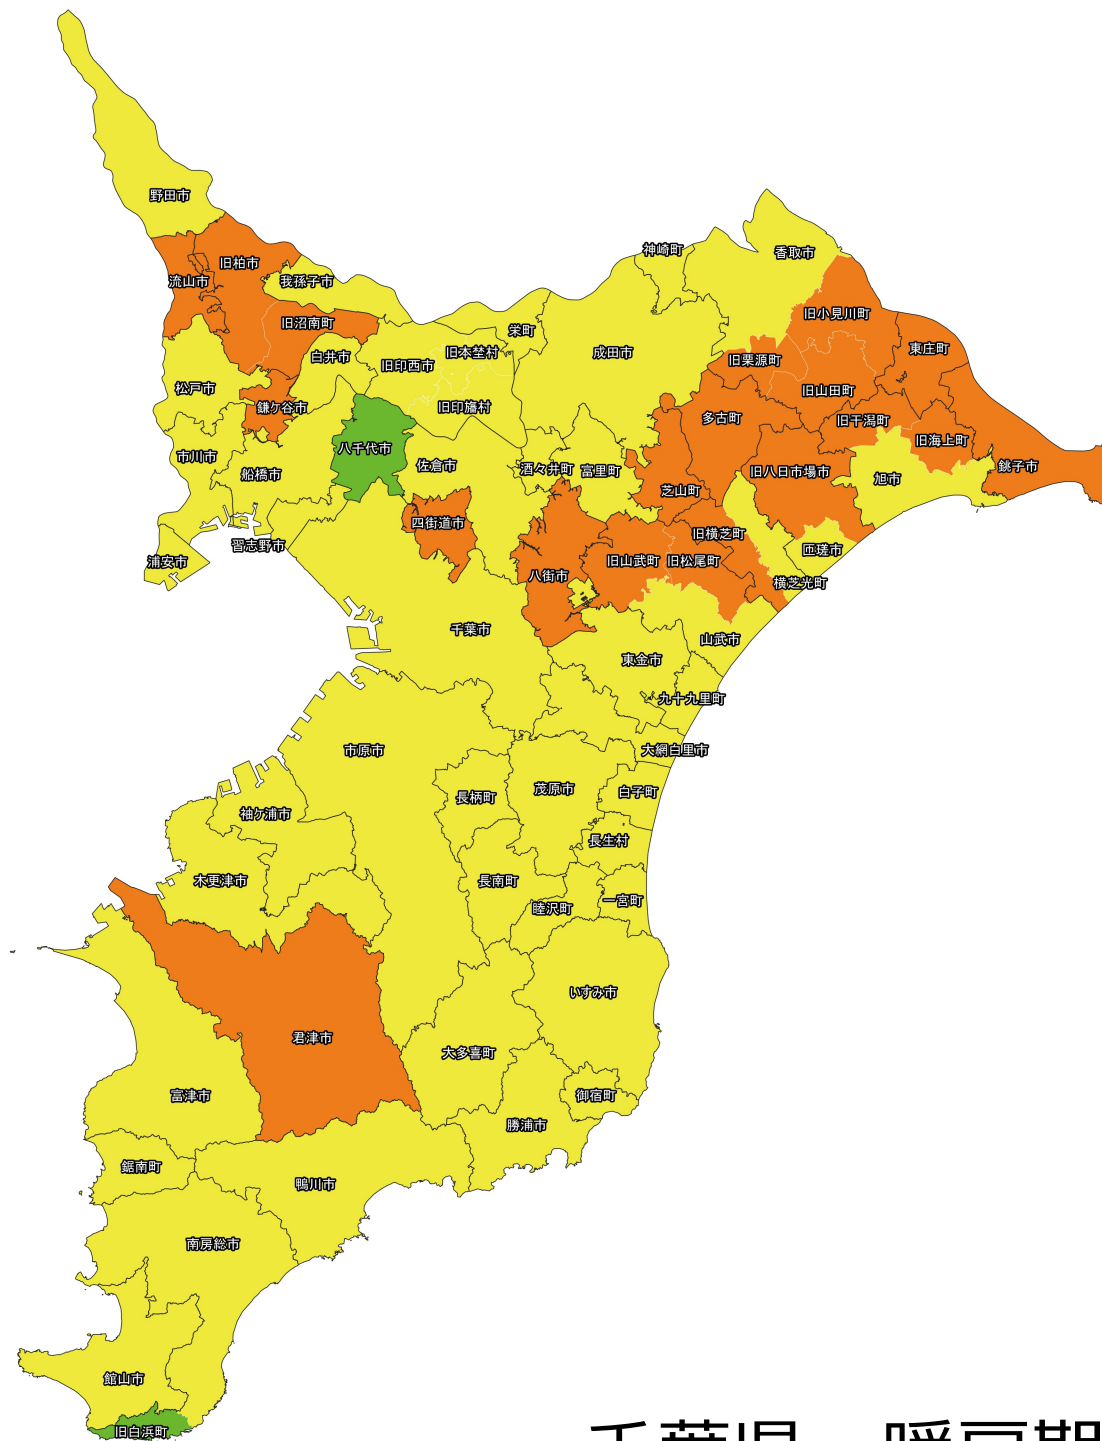 野田市
神崎町
香取市
旧柏市
流山市
我孫子市
旧小見川町
旧沼南町
栄町
東庄町
旧本埜村
成田市
白井市
旧印西市
旧栗源町
松戸市
旧山田町
鎌ケ谷市
旧印旛村
多古町
旧干潟町
旧海上町
八千代市
市川市
佐倉市
酒々井町
富里市
旧八日市場市
銚子市
船橋市
旭市
芝山町
四街道市
旧横芝町
習志野市
匝瑳市
浦安市
旧山武町
旧松尾町
八街市
横芝光町
千葉市
山武市
東金市
九十九里町
市原市
大網白里市
茂原市
白子町
長柄町
袖ケ浦市
長生村
木更津市
長南町
一宮町
睦沢町
いすみ市
君津市
大多喜町
富津市
御宿町
勝浦市
鋸南町
鴨川市
南房総市
館山市
旧白浜町
千葉県 暖房期